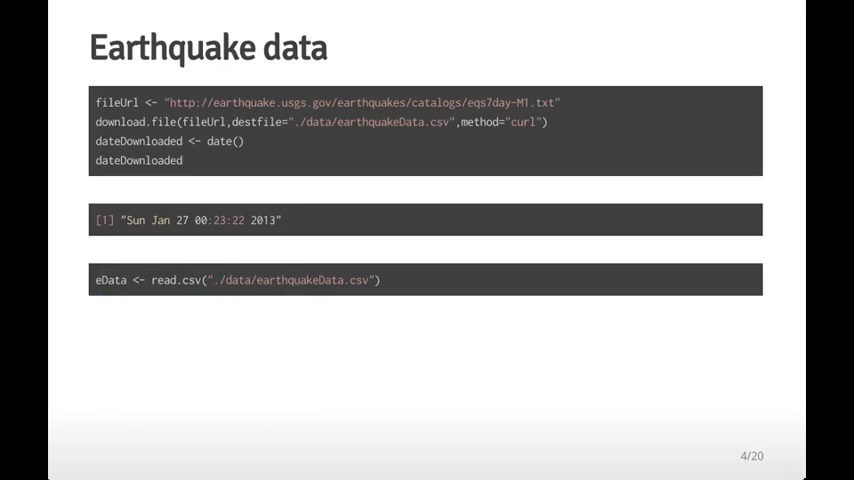 Earthquake data
fileUrl <- "http://earthquake.usgs.gov/earthquakes/catalogs/eqs7day-M1.txt"
download.file(fileUrl,destfile="./data/earthquakeData.csv",method="curl")
dateDownloaded <- date()
dateDownloaded
[1] "Sun Jan 27 00:23:22 2013"
eData <- read.csv("./data/earthquakeData.csv")
4/20